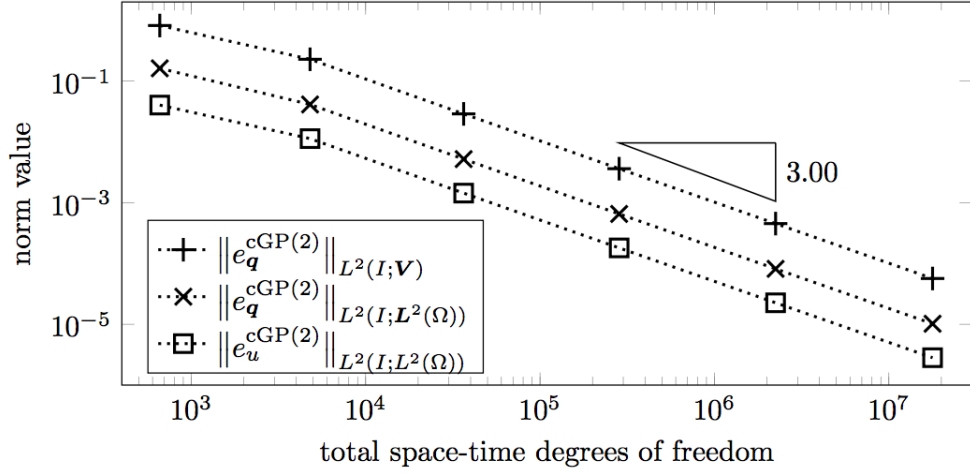 10^{-1}
10^{-3}
10^{-5}
norm value
3.00
‖e_q^{cGP(2)}‖_{L^2(I;V)}
‖e_q^{cGP(2)}‖_{L^2(I;L^2(Ω))}
‖e_u^{cGP(2)}‖_{L^2(I;L^2(Ω))}
10^3 10^4 10^5 10^6 10^7
total space-time degrees of freedom